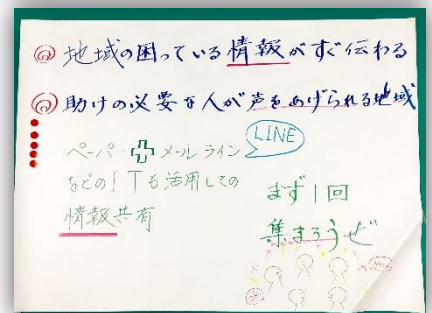 ◎ 地域の困っている情報がすぐ伝わる
◎ 助けの必要な人が声をあげられる地域
ペーパー＋メールライン
LINE
などのITも活用しての
情報共有
まず1回
集まろうぜ